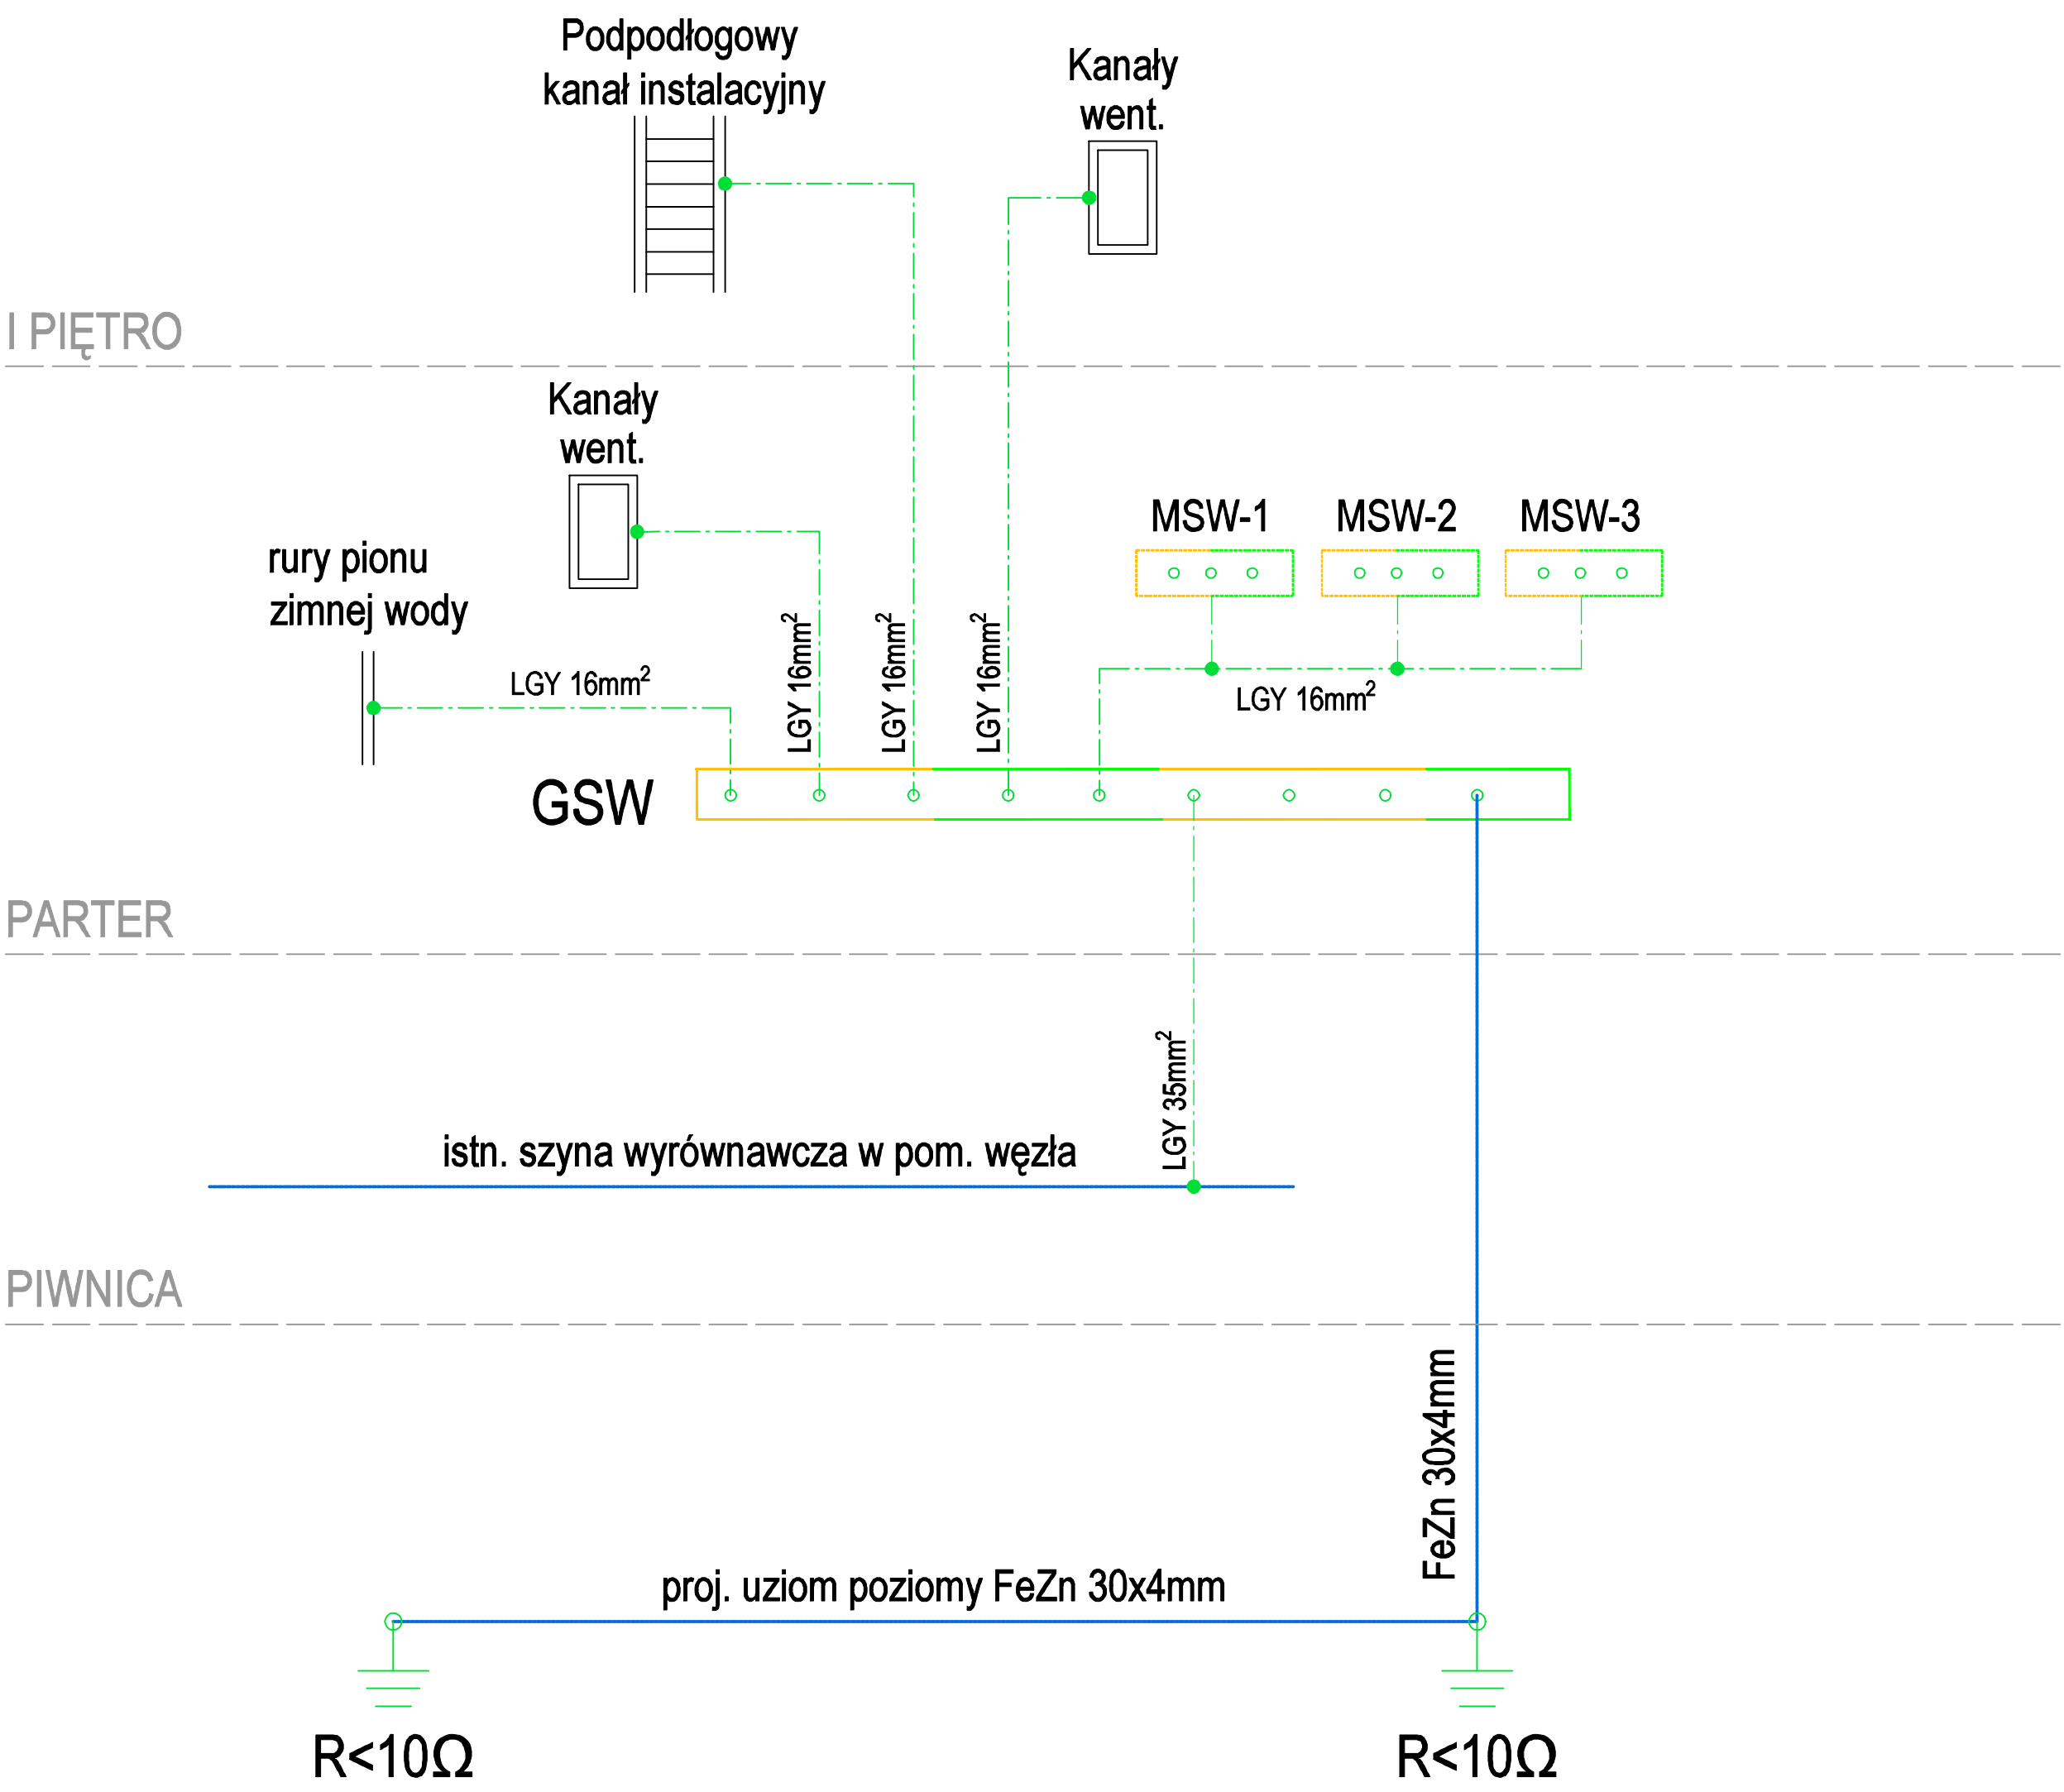 Podpodłogowy
kanał instalacyjny
Kanały
went.
I PIĘTRO
Kanały
went.
rury pionu
zimnej wody
MSW-1
MSW-2
MSW-3
LGY 16mm²
LGY 16mm²
LGY 16mm²
LGY 16mm²
LGY 16mm²
GSW
PARTER
LGY 35mm²
istn. szyna wyrównawcza w pom. węzła
PIWNICA
FeZn 30x4mm
proj. uziom poziomy FeZn 30x4mm
R<10Ω
R<10Ω